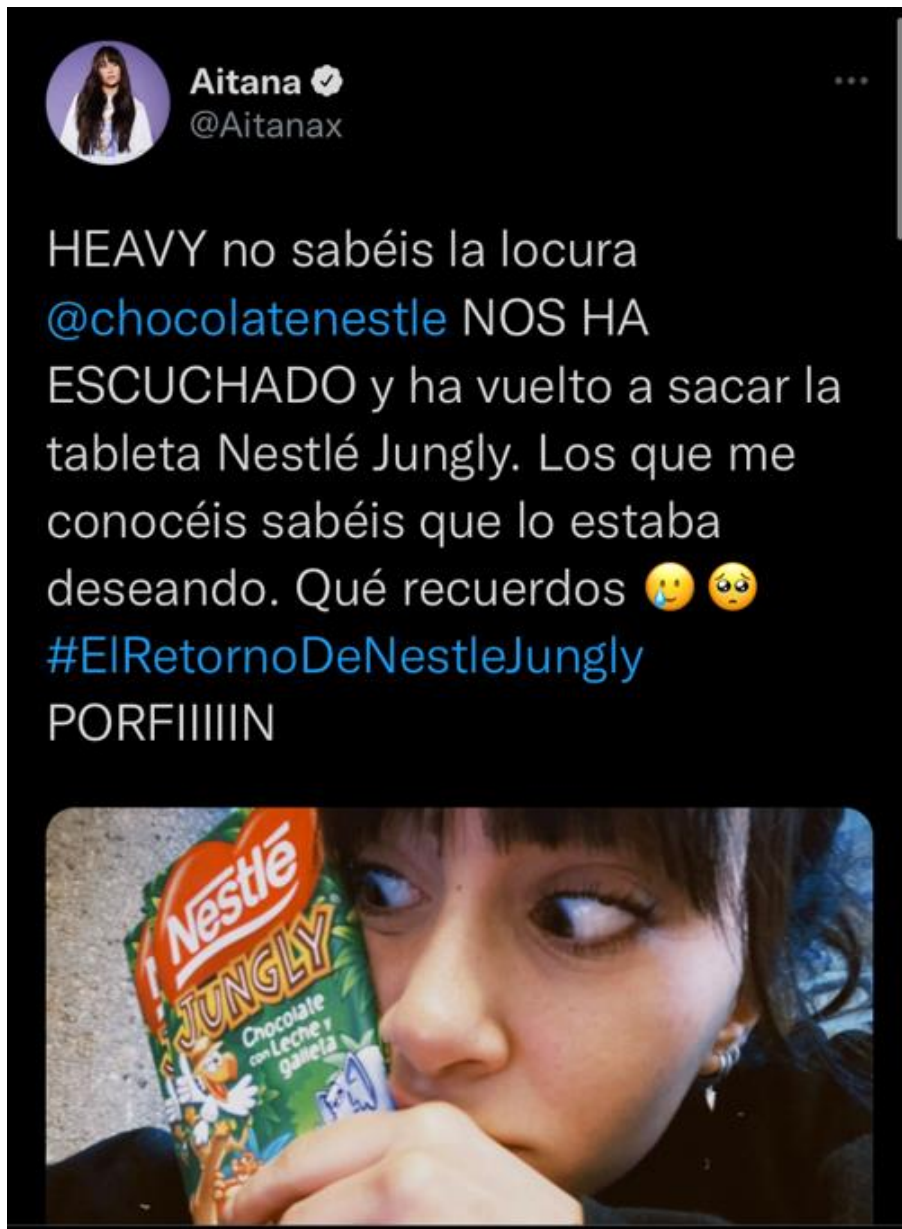 Aitana
@Aitanax
HEAVY no sabéis la locura
@chocolatenestle NOS HA
ESCUCHADO y ha vuelto a sacar la
tableta Nestlé Jungly. Los que me
conocéis sabéis que lo estaba
deseando. Qué recuerdos 🥲🥺
#ElRetornoDeNestleJungly
PORFIIIIIN
Nestlé
JUNGLY
Chocolate
con Leche y
galleta